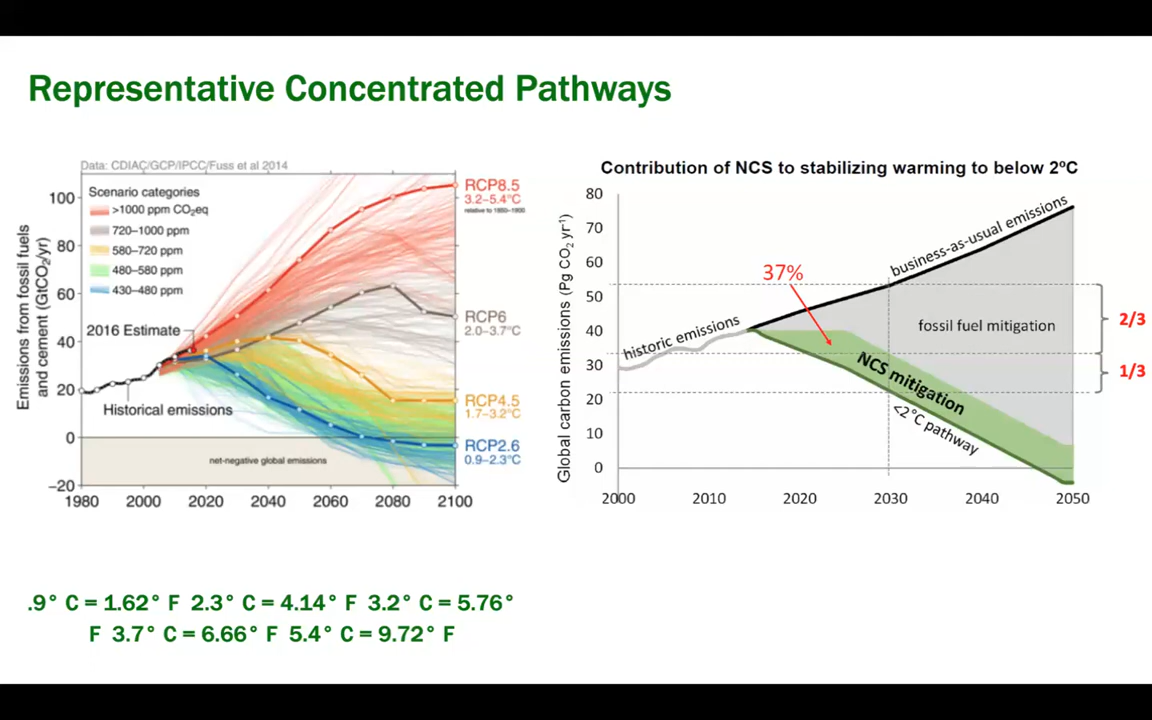 Representative Concentrated Pathways
Data: CDIAC/GCP/IPCC/Fuss et al 2014
Emissions from fossil fuels
and cement (GtCO₂/yr)
100
80
60
40
20
0
−20
Scenario categories
>1000 ppm CO₂eq
720–1000 ppm
580–720 ppm
480–580 ppm
430–480 ppm
2016 Estimate
Historical emissions
net-negative global emissions
RCP8.5
3.2–5.4°C
relative to 1850–1900
RCP6
2.0–3.7°C
RCP4.5
1.7–3.2°C
RCP2.6
0.9–2.3°C
1980 2000 2020 2040 2060 2080 2100
Contribution of NCS to stabilizing warming to below 2ºC
Global carbon emissions (Pg CO₂ yr⁻¹)
80
70
60
50
40
30
20
10
0
historic emissions
37%
business-as-usual emissions
fossil fuel mitigation
NCS mitigation
<2°C pathway
2/3
1/3
2000 2010 2020 2030 2040 2050
.9° C = 1.62° F 2.3° C = 4.14° F 3.2° C = 5.76°
F 3.7° C = 6.66° F 5.4° C = 9.72° F